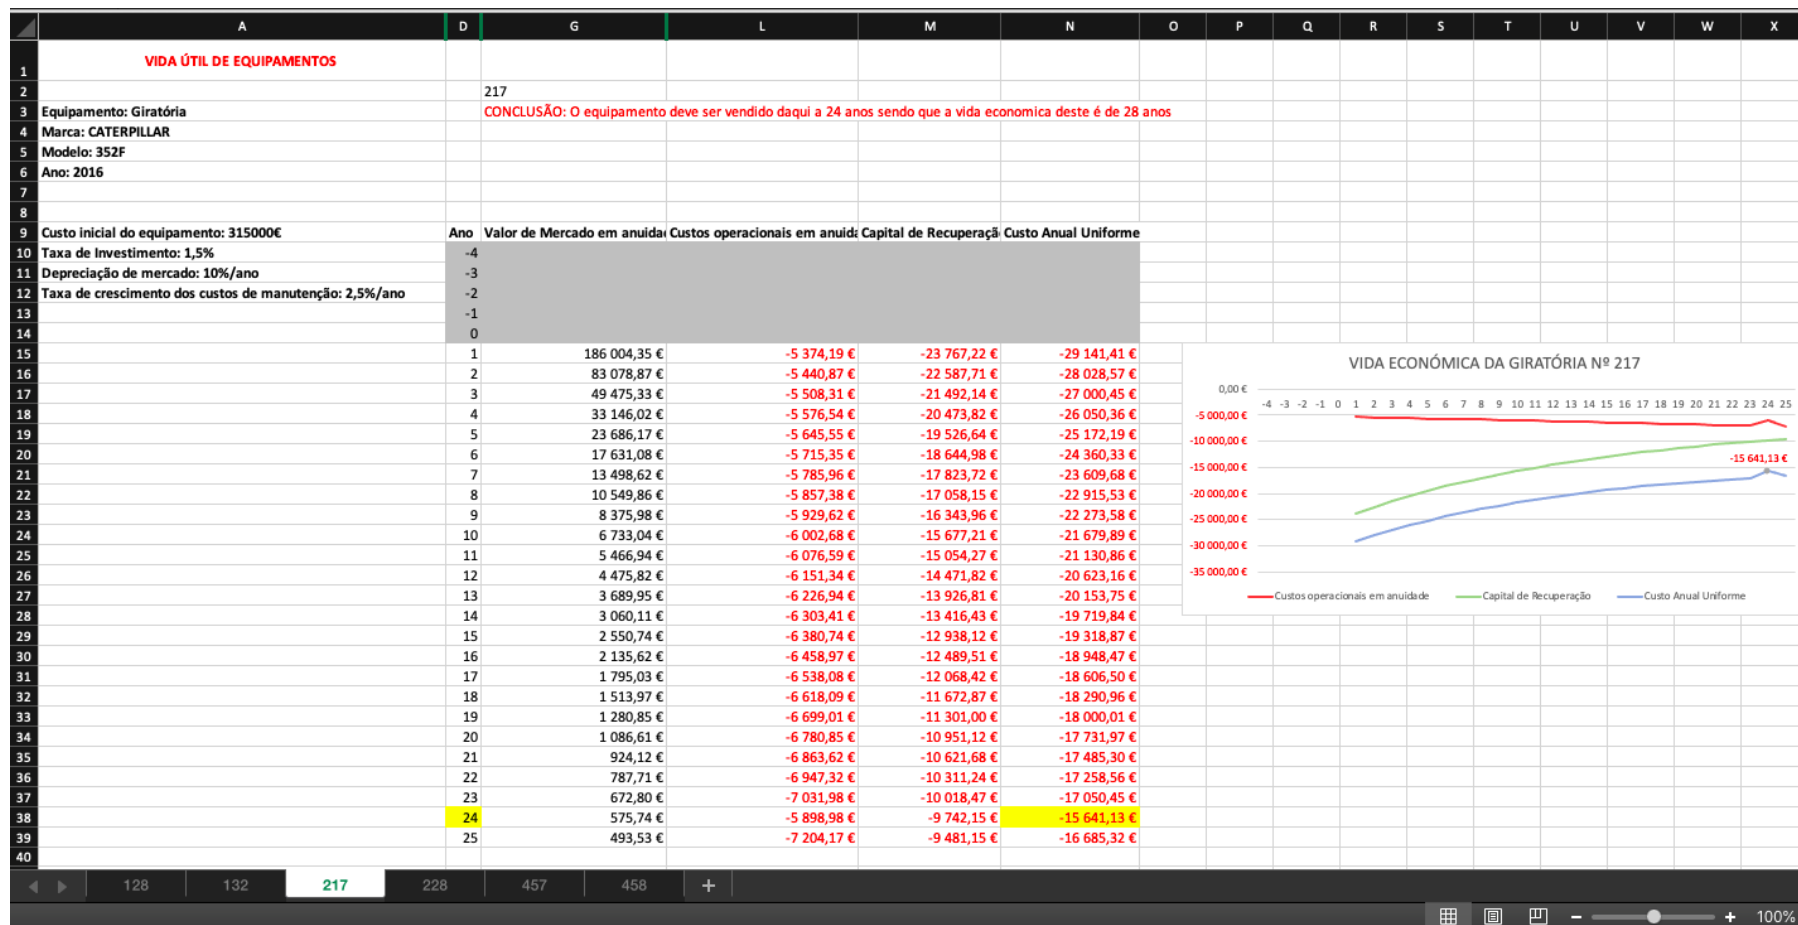 A D G L M N O P Q R S T U V W X
1 VIDA ÚTIL DE EQUIPAMENTOS
2 217
3 Equipamento: Giratória CONCLUSÃO: O equipamento deve ser vendido daqui a 24 anos sendo que a vida economica deste é de 28 anos
4 Marca: CATERPILLAR
5 Modelo: 352F
6 Ano: 2016
7
8
9 Custo inicial do equipamento: 315000€ Ano Valor de Mercado em anuida Custos operacionais em anuida Capital de Recuperaçã Custo Anual Uniforme
10 Taxa de Investimento: 1,5% -4
11 Depreciação de mercado: 10%/ano -3
12 Taxa de crescimento dos custos de manutenção: 2,5%/ano -2
13 -1
14 0
15 1 186 004,35 € -5 374,19 € -23 767,22 € -29 141,41 €
16 2 83 078,87 € -5 440,87 € -22 587,71 € -28 028,57 €
17 3 49 475,33 € -5 508,31 € -21 492,14 € -27 000,45 €
18 4 33 146,02 € -5 576,54 € -20 473,82 € -26 050,36 €
19 5 23 686,17 € -5 645,55 € -19 526,64 € -25 172,19 €
20 6 17 631,08 € -5 715,35 € -18 644,98 € -24 360,33 €
21 7 13 498,62 € -5 785,96 € -17 823,72 € -23 609,68 €
22 8 10 549,86 € -5 857,38 € -17 058,15 € -22 915,53 €
23 9 8 375,98 € -5 929,62 € -16 343,96 € -22 273,58 €
24 10 6 733,04 € -6 002,68 € -15 677,21 € -21 679,89 €
25 11 5 466,94 € -6 076,59 € -15 054,27 € -21 130,86 €
26 12 4 475,82 € -6 151,34 € -14 471,82 € -20 623,16 €
27 13 3 689,95 € -6 226,94 € -13 926,81 € -20 153,75 €
28 14 3 060,11 € -6 303,41 € -13 416,43 € -19 719,84 €
29 15 2 550,74 € -6 380,74 € -12 938,12 € -19 318,87 €
30 16 2 135,62 € -6 458,97 € -12 489,51 € -18 948,47 €
31 17 1 795,03 € -6 538,08 € -12 068,42 € -18 606,50 €
32 18 1 513,97 € -6 618,09 € -11 672,87 € -18 290,96 €
33 19 1 280,85 € -6 699,01 € -11 301,00 € -18 000,01 €
34 20 1 086,61 € -6 780,85 € -10 951,12 € -17 731,97 €
35 21 924,12 € -6 863,62 € -10 621,68 € -17 485,30 €
36 22 787,71 € -6 947,32 € -10 311,24 € -17 258,56 €
37 23 672,80 € -7 031,98 € -10 018,47 € -17 050,45 €
38 24 575,74 € -5 898,98 € -9 742,15 € -15 641,13 €
39 25 493,53 € -7 204,17 € -9 481,15 € -16 685,32 €
40
VIDA ECONÓMICA DA GIRATÓRIA Nº 217
0,00 €
-4 -3 -2 -1 0 1 2 3 4 5 6 7 8 9 10 11 12 13 14 15 16 17 18 19 20 21 22 23 24 25
-5 000,00 €
-10 000,00 €
-15 641,13 €
-15 000,00 €
-20 000,00 €
-25 000,00 €
-30 000,00 €
-35 000,00 €
Custos operacionais em anuidade Capital de Recuperação Custo Anual Uniforme
128 132 217 228 457 458 +
100%